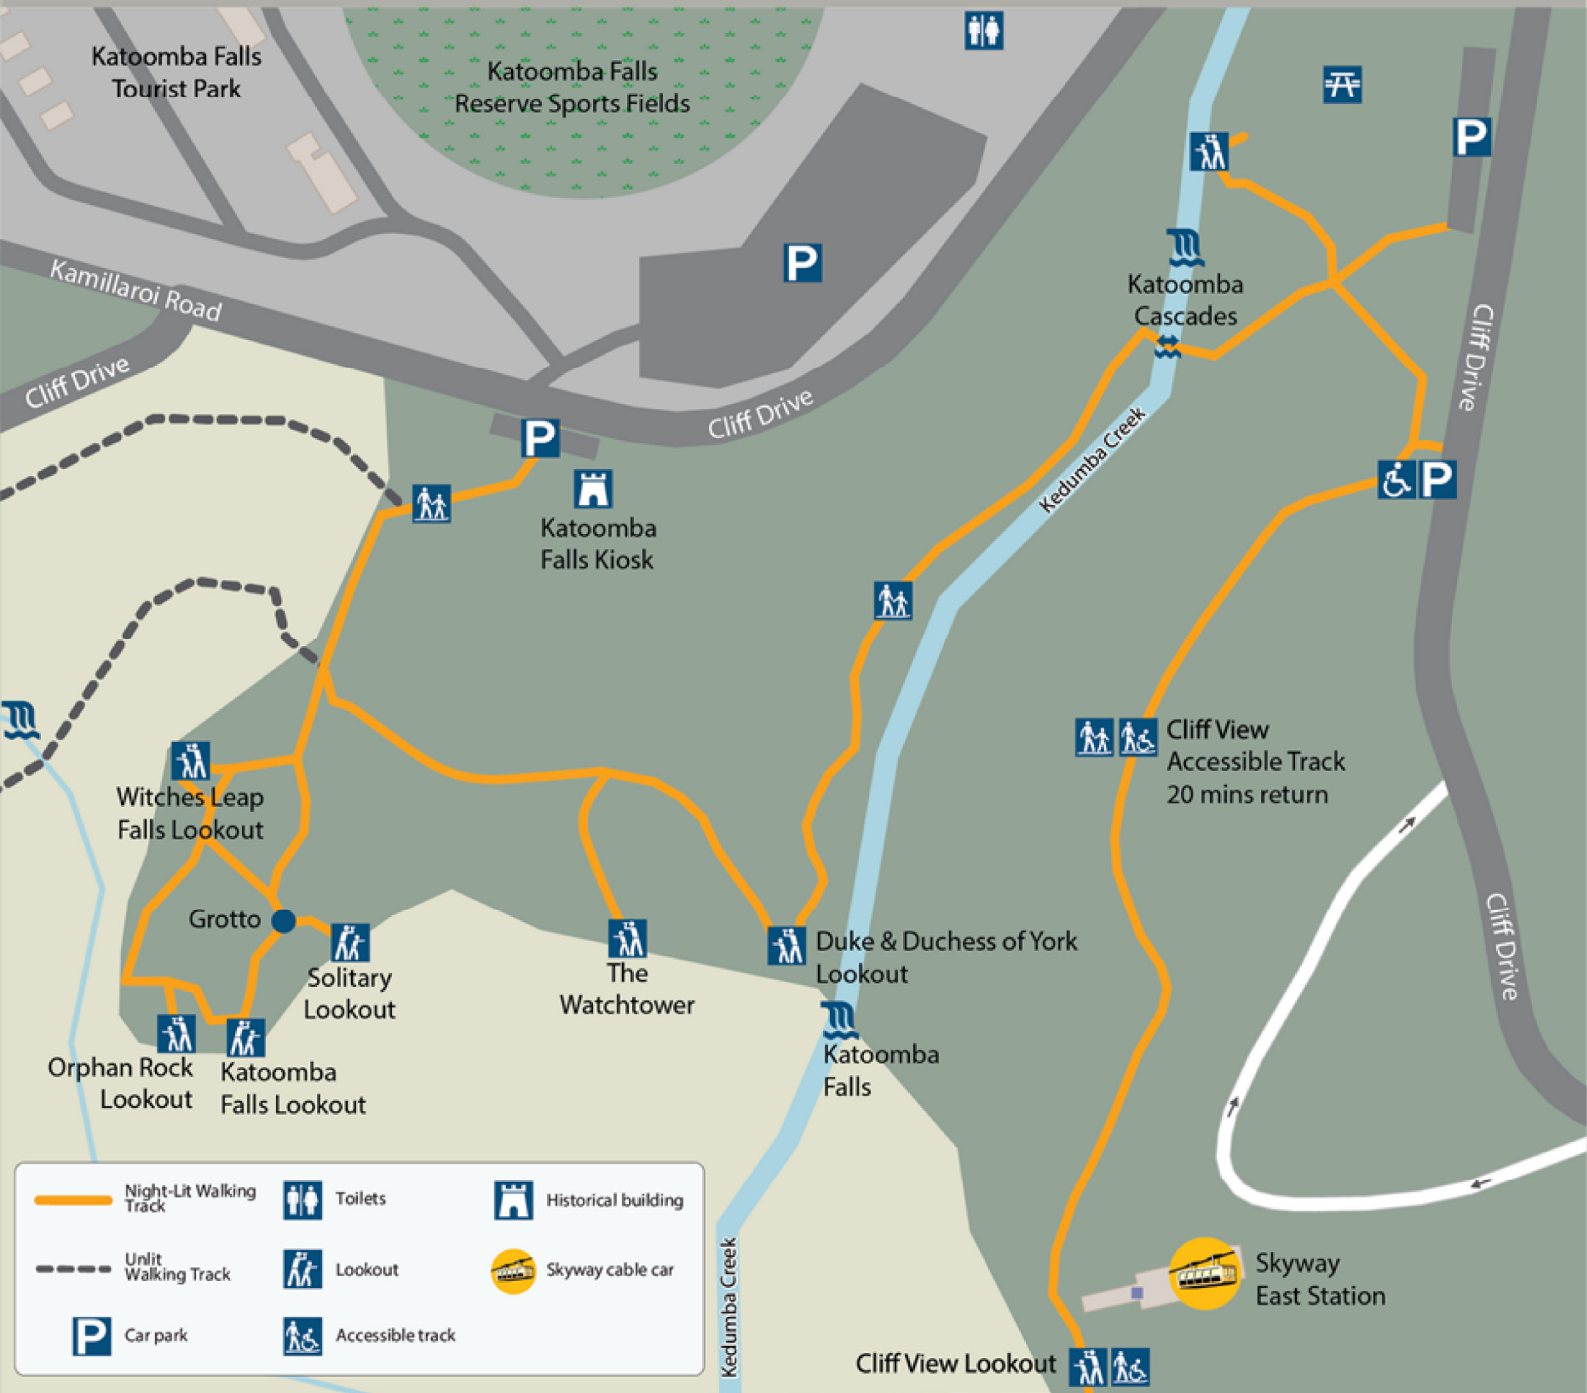 Katoomba Falls
Tourist Park
Katoomba Falls
Reserve Sports Fields
P
P
Kamillaroi Road
Katoomba
Cascades
Cliff Drive
Cliff Drive
Cliff Drive
P
Kedumba Creek
P
Katoomba
Falls Kiosk
Cliff View
Accessible Track
20 mins return
Witches Leap
Falls Lookout
Grotto
Solitary
Lookout
The
Watchtower
Duke & Duchess of York
Lookout
Cliff Drive
Orphan Rock
Lookout
Katoomba
Falls Lookout
Katoomba
Falls
Night-Lit Walking
Track
Toilets
Historical building
Unlit
Walking Track
Lookout
Skyway cable car
P
Car park
Accessible track
Kedumba Creek
Skyway
East Station
Cliff View Lookout